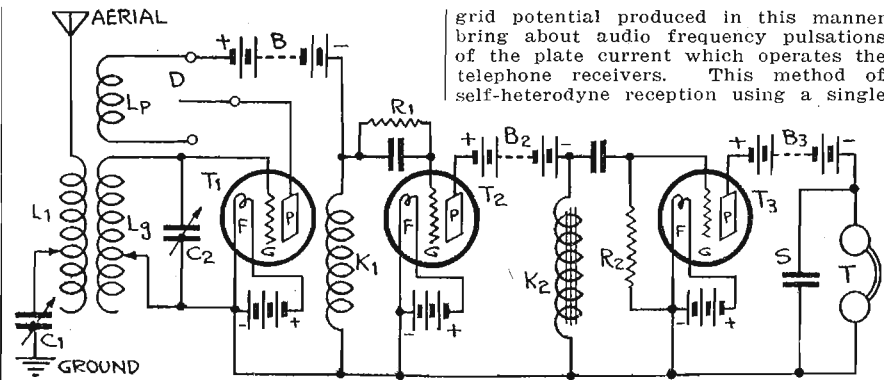 AERIAL
grid potential produced in this manner
bring about audio frequency pulsations
of the plate current which operates the
telephone receivers. This method of
self-heterodyne reception using a single
+ B -
D
Lp
R1
+ B2 -
+ B3 -
L1
Lg
C2
T1
F
G
P
K1
F
G
P
T2
K2
R2
F
G
P
T3
S
T
- +
- +
- +
C1
GROUND